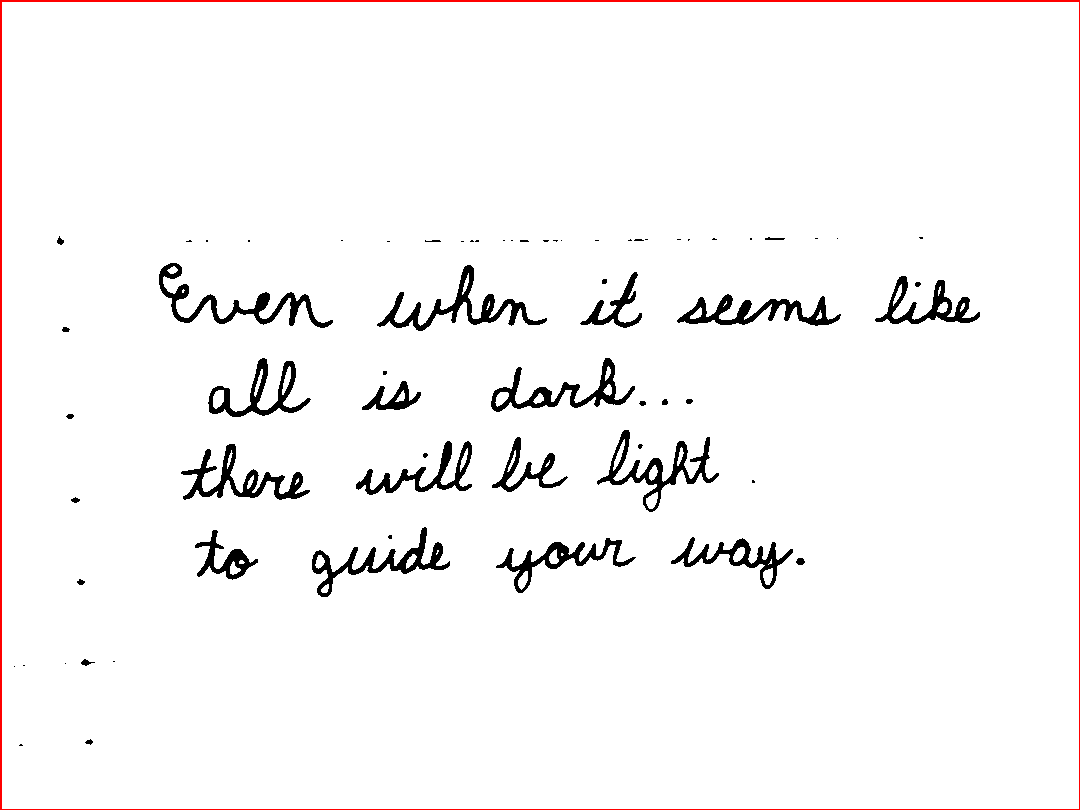 Even when it seems like
all is dark...
there will be light
to guide your way.